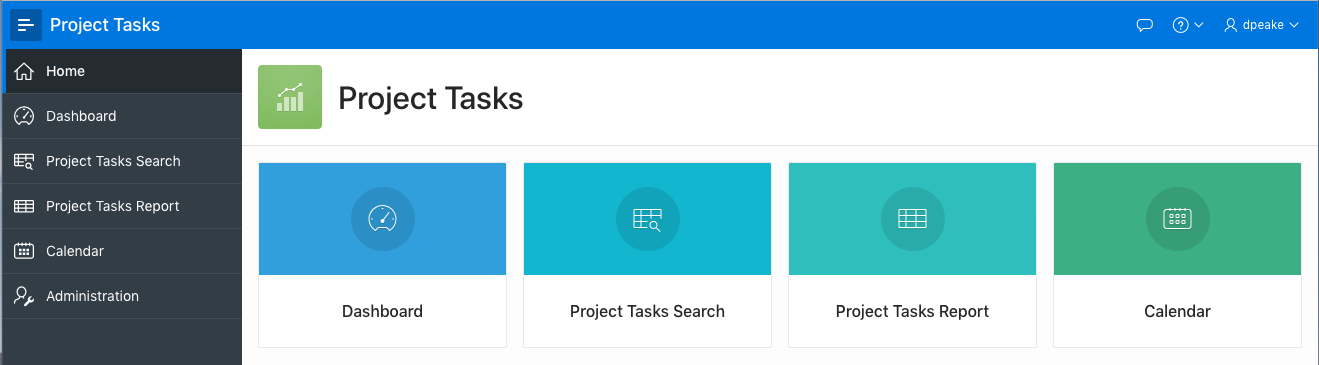 Project Tasks
dpeake
Home
Dashboard
Project Tasks Search
Project Tasks Report
Calendar
Administration
Project Tasks
Dashboard
Project Tasks Search
Project Tasks Report
Calendar